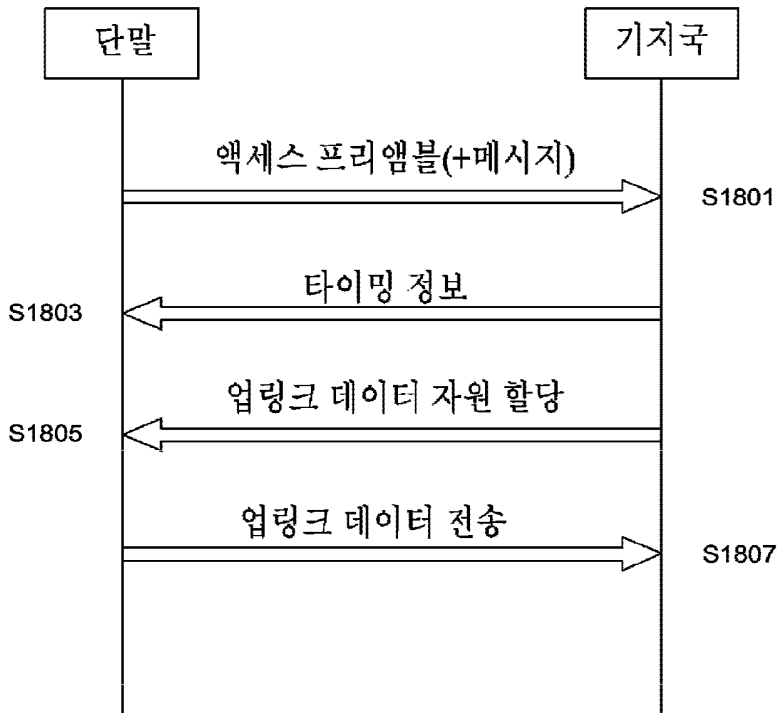 단말
기지국
액세스 프리앰블(+메시지)
S1801
타이밍 정보
S1803
업링크 데이터 자원 할당
S1805
업링크 데이터 전송
S1807